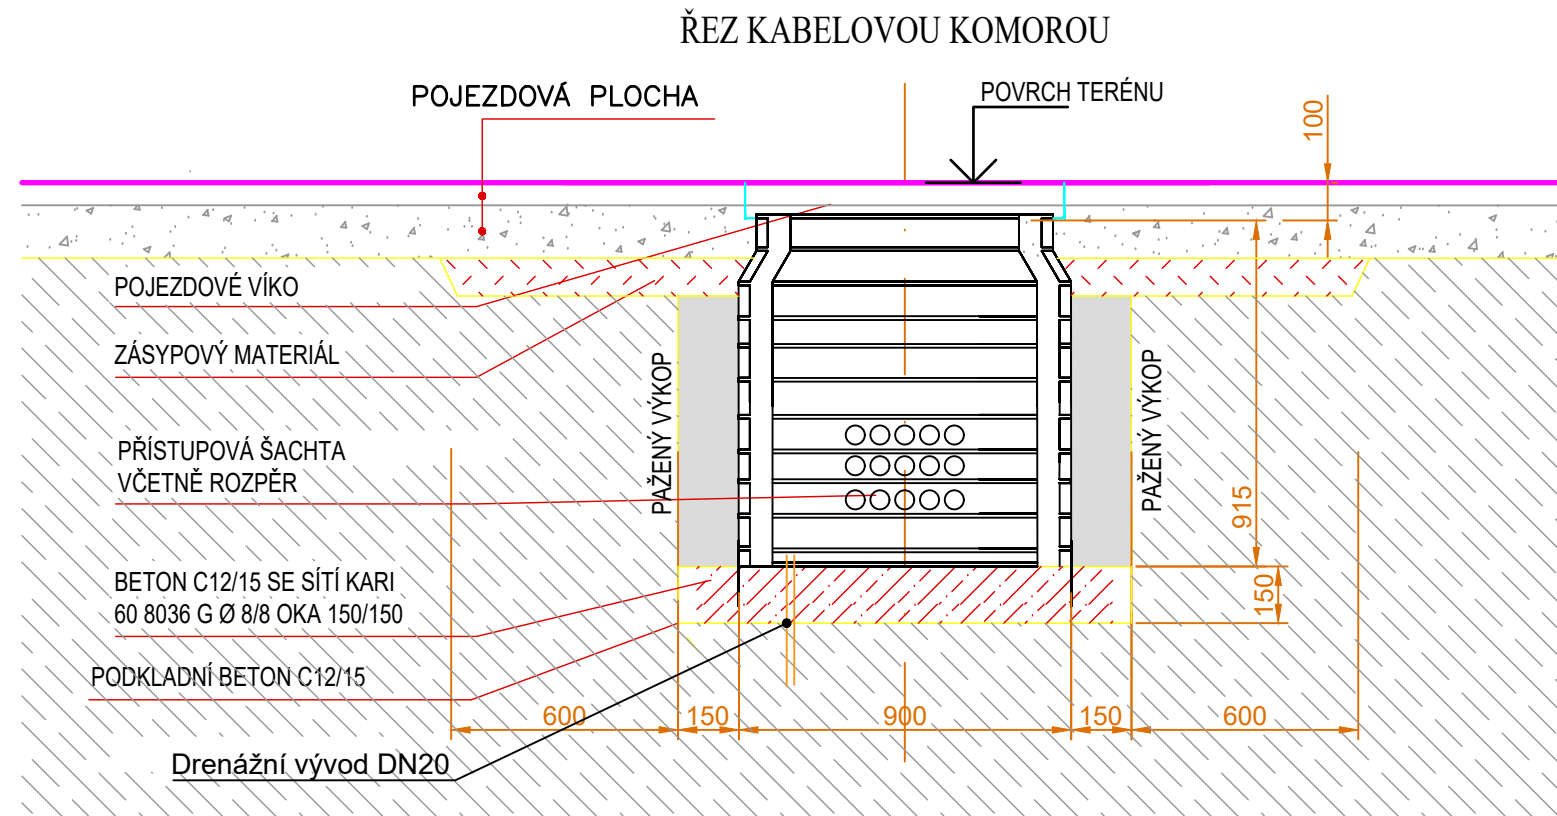 ŘEZ KABELOVOU KOMOROU
POJEZDOVÁ PLOCHA
POVRCH TERÉNU
100
POJEZDOVÉ VÍKO
ZÁSYPOVÝ MATERIÁL
PAŽENÝ VÝKOP
PAŽENÝ VÝKOP
PŘÍSTUPOVÁ ŠACHTA
VČETNĚ ROZPĚR
915
BETON C12/15 SE SÍTÍ KARI
60 8036 G Ø 8/8 OKA 150/150
150
PODKLADNÍ BETON C12/15
600
150
900
150
600
Drenážní vývod DN20